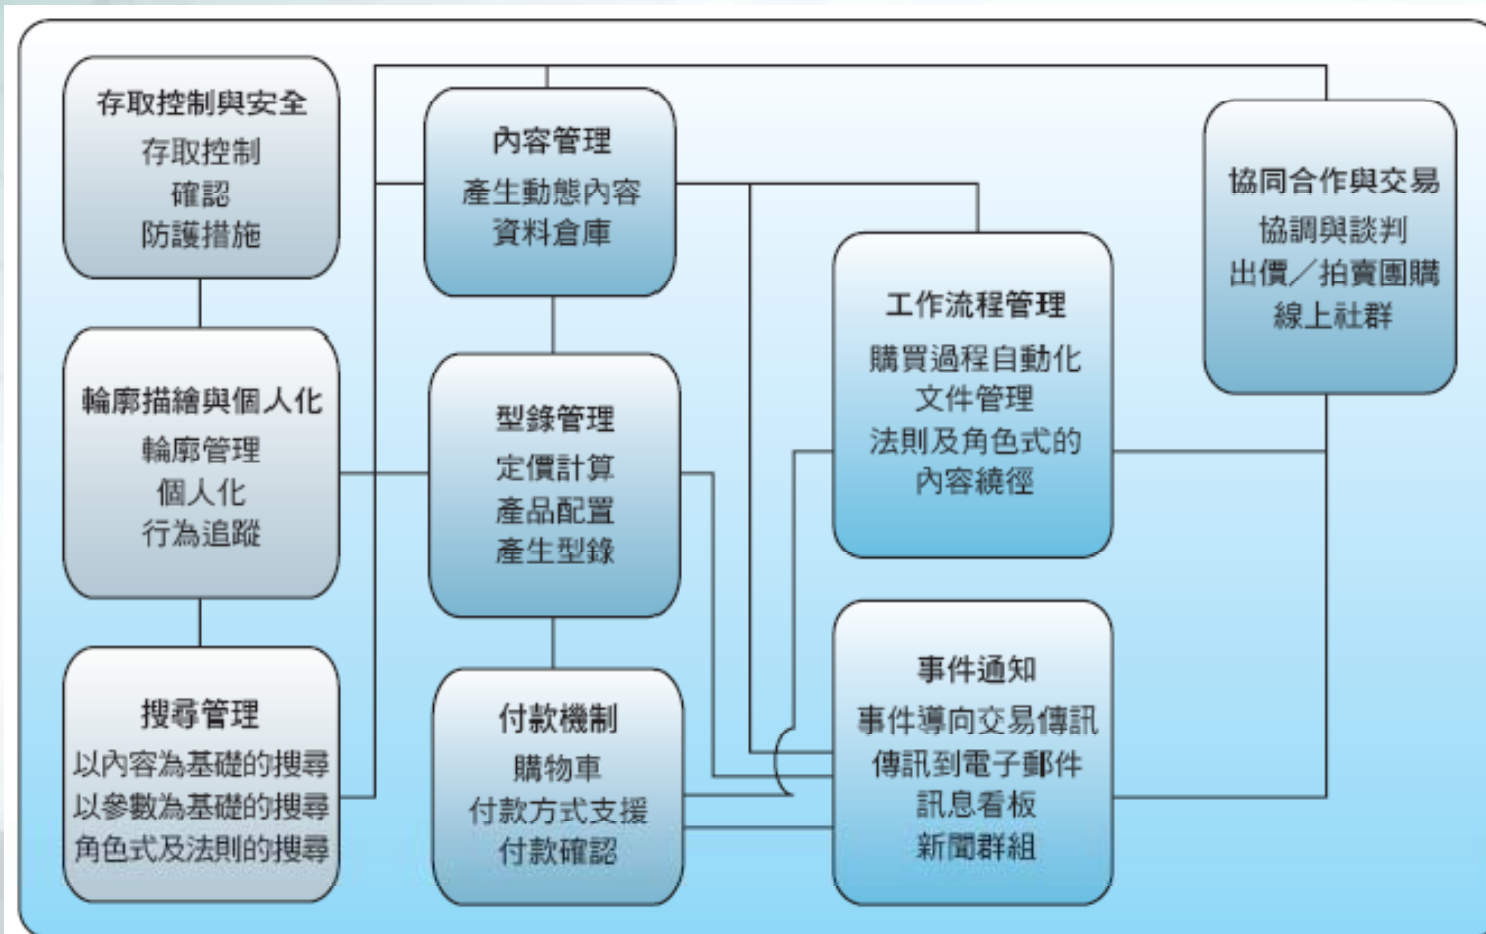 存取控制與安全
存取控制
確認
防護措施
輪廓描繪與個人化
輪廓管理
個人化
行為追蹤
搜尋管理
以內容為基礎的搜尋
以參數為基礎的搜尋
角色式及法則的搜尋
內容管理
產生動態內容
資料倉庫
型錄管理
定價計算
產品配置
產生型錄
付款機制
購物車
付款方式支援
付款確認
工作流程管理
購買過程自動化
文件管理
法則及角色式的
內容繞徑
事件通知
事件導向交易傳訊
傳訊到電子郵件
訊息看板
新聞群組
協同合作與交易
協調與談判
出價／拍賣團購
線上社群